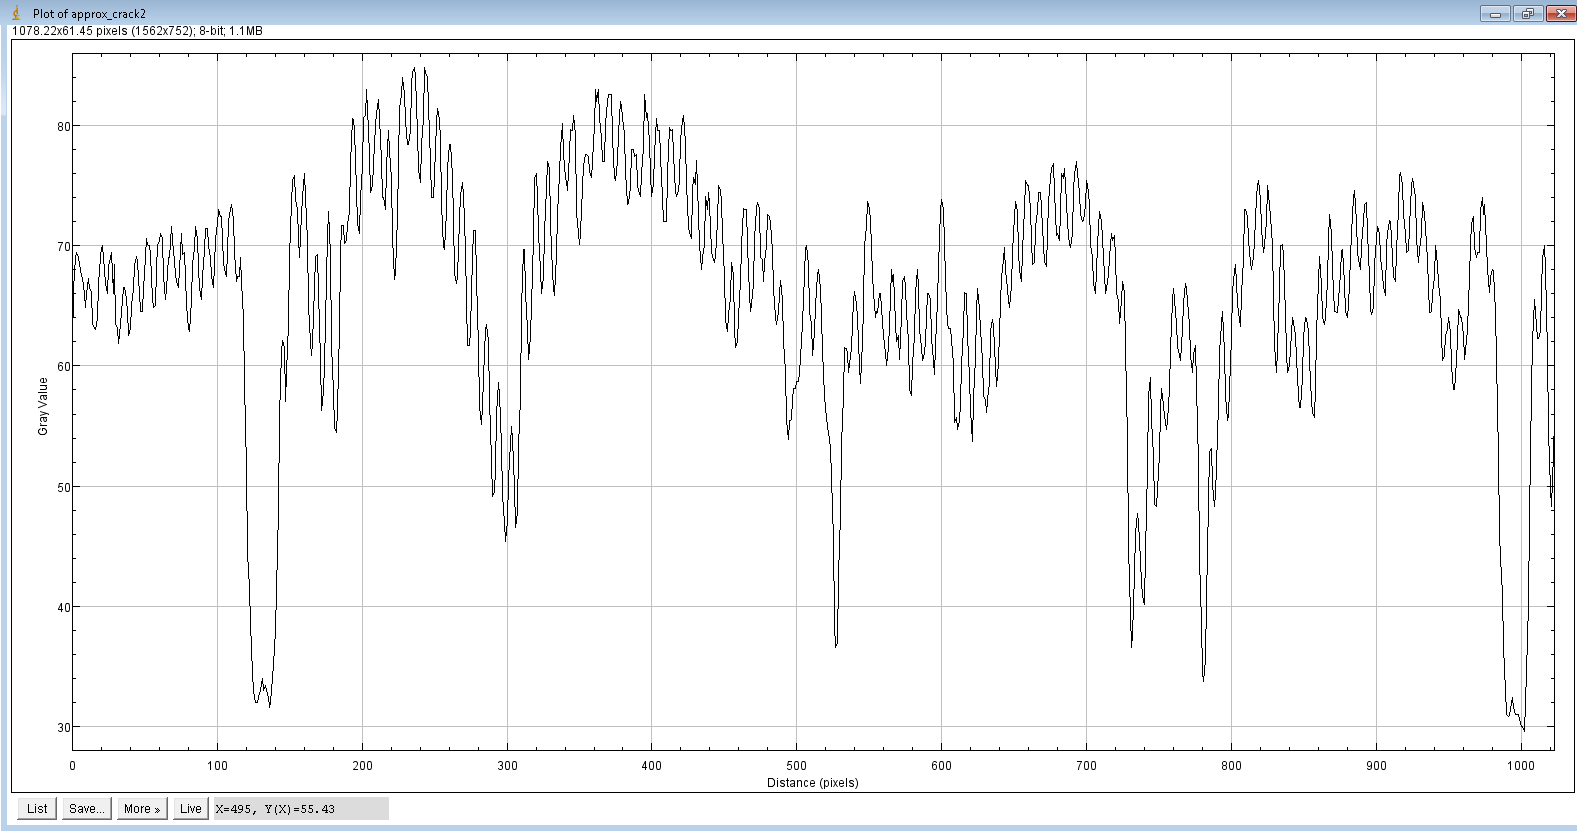 Plot of approx_crack2
1078.22x61.45 pixels (1562x752); 8-bit; 1.1MB
80
70
60
50
40
30
Gray Value
0 100 200 300 400 500 600 700 800 900 1000
Distance (pixels)
List Save... More » Live X=495, Y(X)=55.43